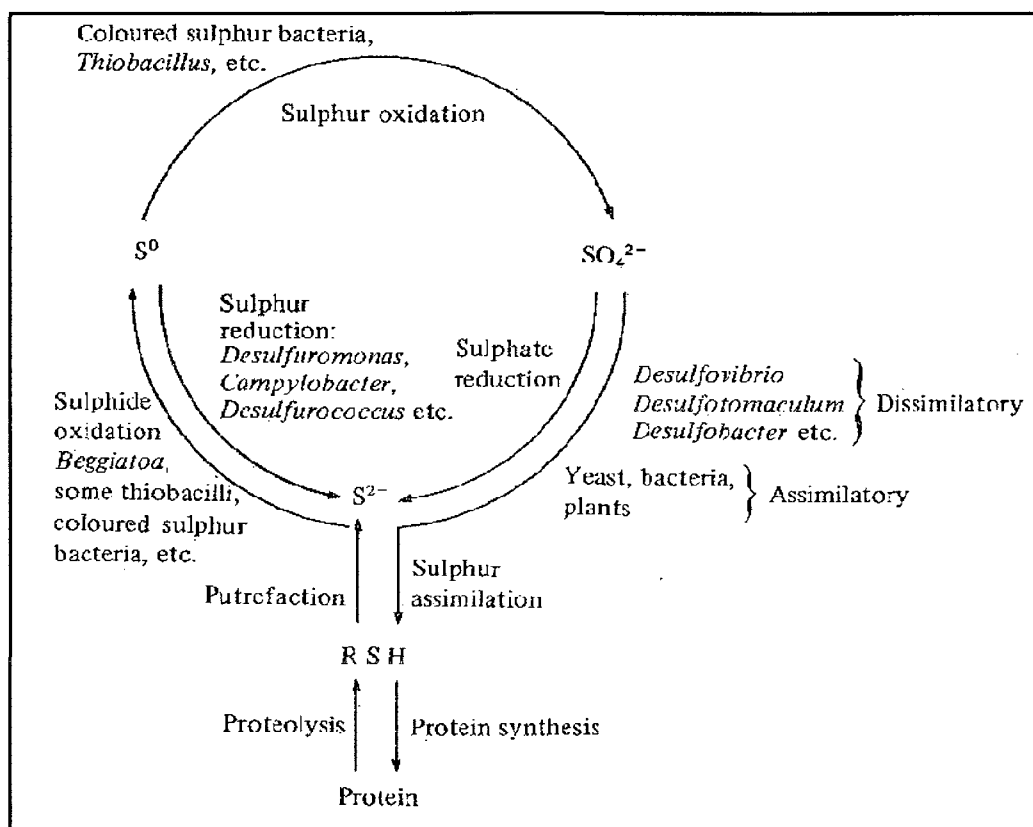 Coloured sulphur bacteria,
Thiobacillus, etc.
Sulphur oxidation
S⁰
SO₄²⁻
Sulphur
reduction:
Desulfuromonas,
Campylobacter,
Desulfurococcus etc.
Sulphate
reduction
Desulfovibrio
Desulfotomaculum
Desulfobacter etc.
} Dissimilatory
Sulphide
oxidation
Beggiatoa,
some thiobacilli,
coloured sulphur
bacteria, etc.
S²⁻
Yeast, bacteria,
plants
} Assimilatory
Putrefaction
Sulphur
assimilation
R S H
Proteolysis
Protein synthesis
Protein